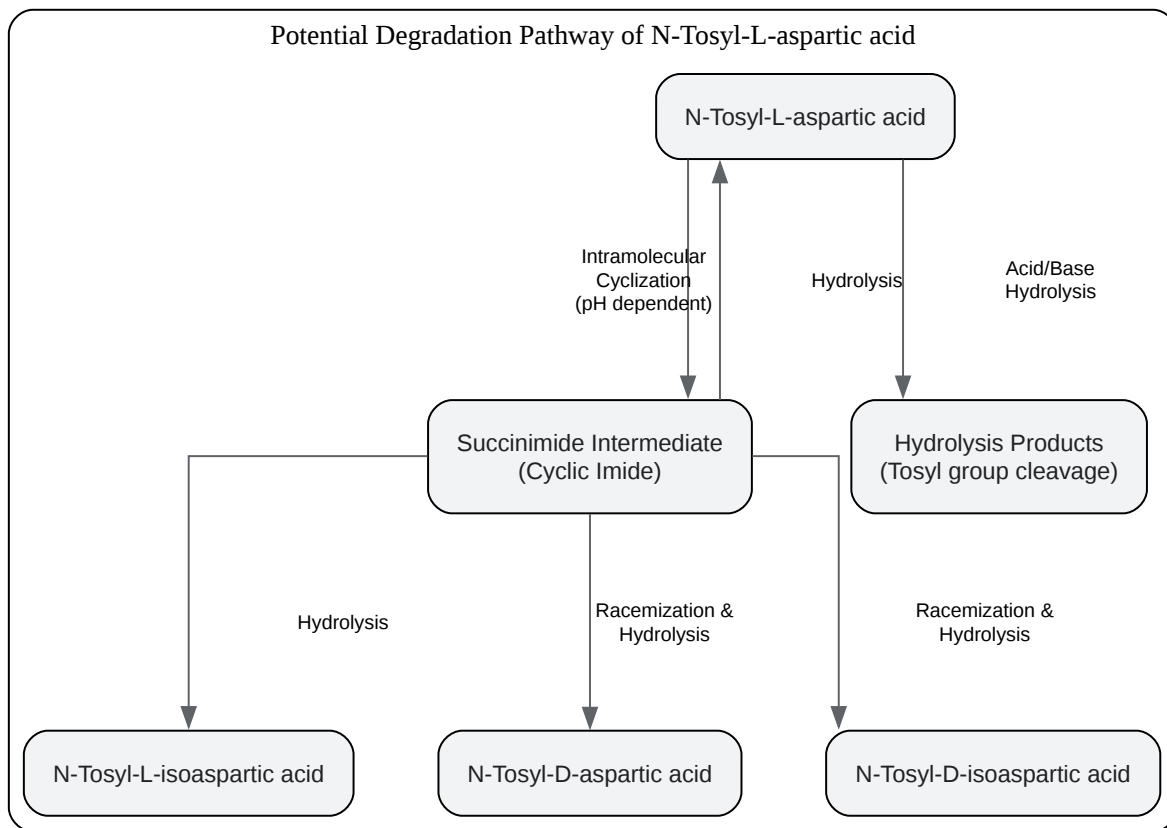 Potential Degradation Pathway of N-Tosyl-L-aspartic acid
N-Tosyl-L-aspartic acid
Intramolecular
Cyclization
(pH dependent)
Hydrolysis
Acid/Base
Hydrolysis
Succinimide Intermediate
(Cyclic Imide)
Hydrolysis Products
(Tosyl group cleavage)
Hydrolysis
Racemization &
Hydrolysis
Racemization &
Hydrolysis
N-Tosyl-L-isoaspartic acid
N-Tosyl-D-aspartic acid
N-Tosyl-D-isoaspartic acid